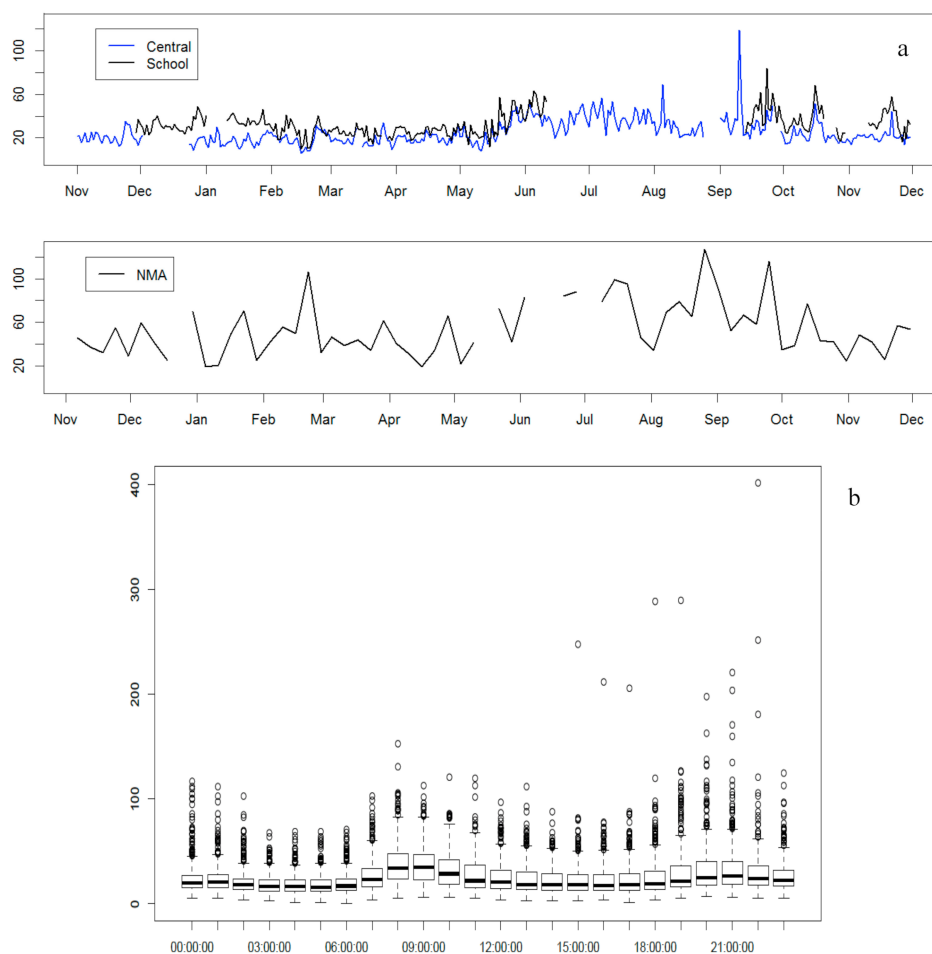 a
Central
School
100
60
20
Nov Dec Jan Feb Mar Apr May Jun Jul Aug Sep Oct Nov Dec
NMA
100
60
20
Nov Dec Jan Feb Mar Apr May Jun Jul Aug Sep Oct Nov Dec
b
400
300
200
100
0
00:00:00 03:00:00 06:00:00 09:00:00 12:00:00 15:00:00 18:00:00 21:00:00